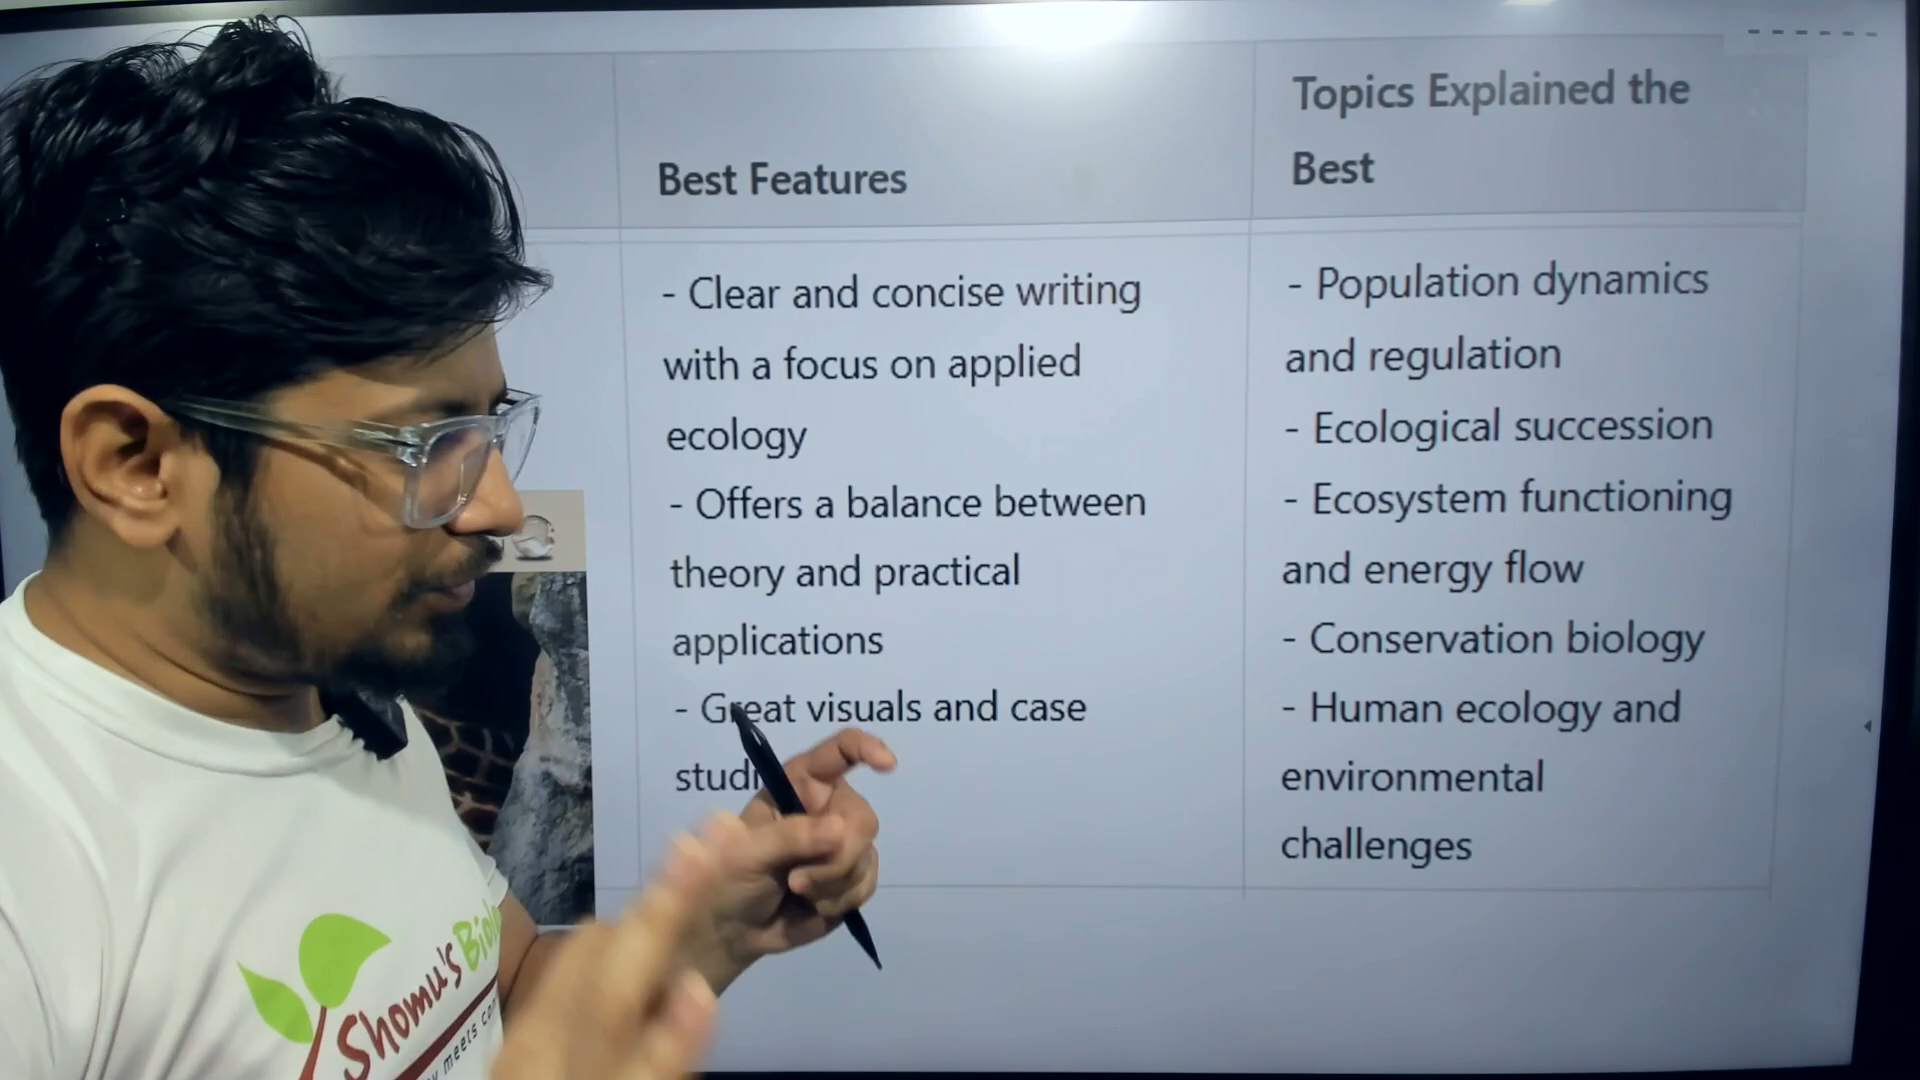 Best Features
Topics Explained the
Best
- Clear and concise writing
with a focus on applied
ecology
- Offers a balance between
theory and practical
applications
- Great visuals and case
- Population dynamics
and regulation
- Ecological succession
- Ecosystem functioning
and energy flow
- Conservation biology
- Human ecology and
environmental
challenges
Shomu's
meets